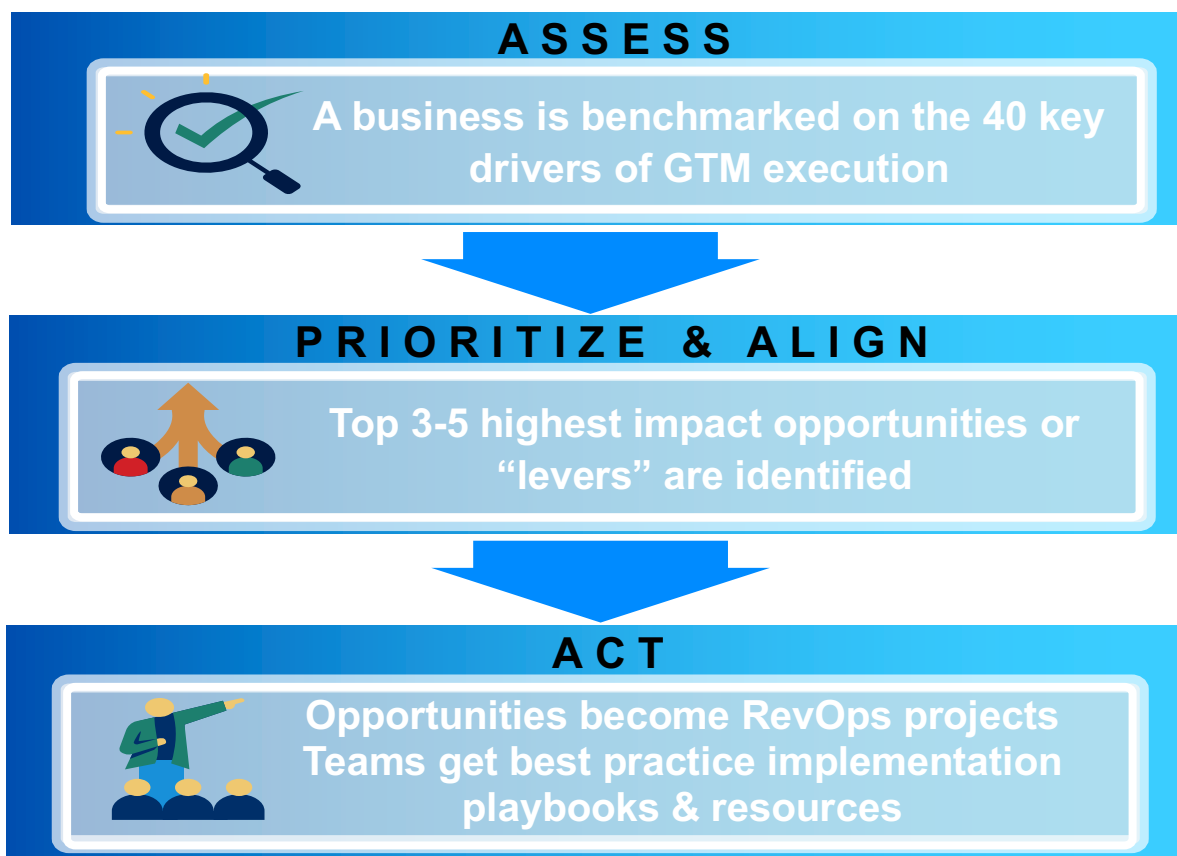 ASSESS
A business is benchmarked on the 40 key
drivers of GTM execution
PRIORITIZE & ALIGN
Top 3-5 highest impact opportunities or
“levers” are identified
ACT
Opportunities become RevOps projects
Teams get best practice implementation
playbooks & resources